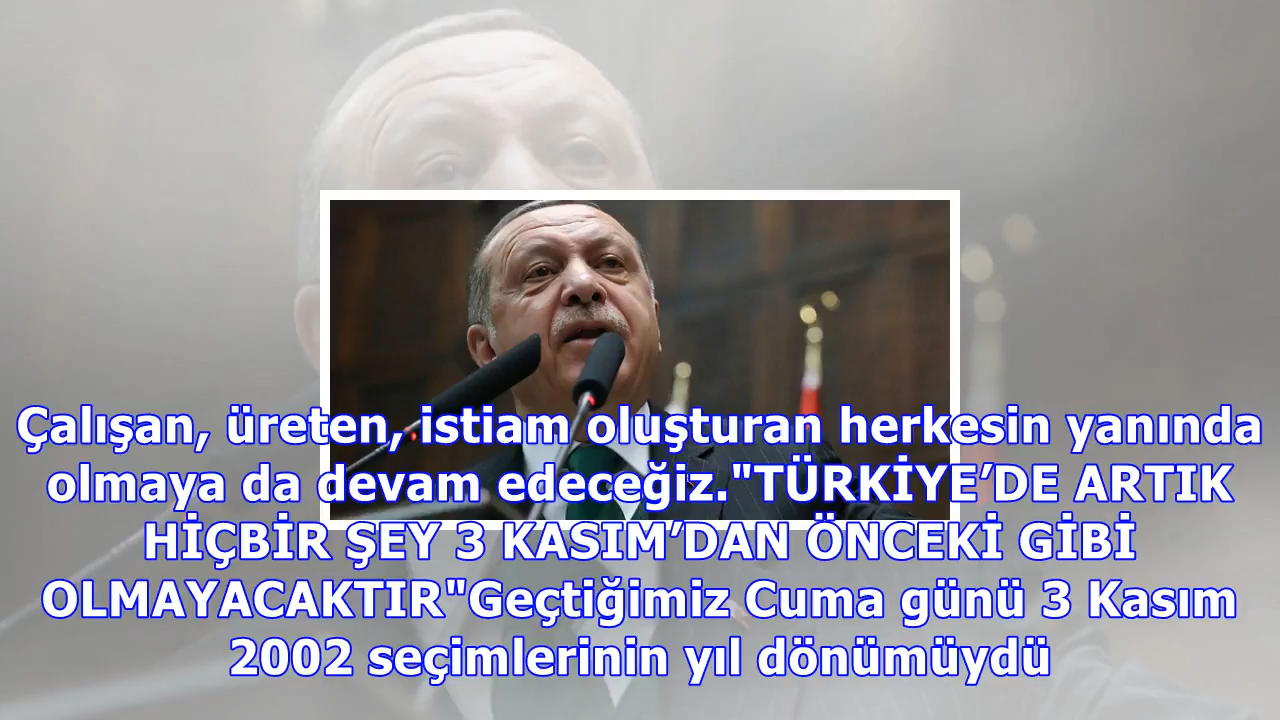 Çalışan, üreten, istiam oluşturan herkesin yanında
olmaya da devam edeceğiz."TÜRKİYE’DE ARTIK
HİÇBİR ŞEY 3 KASIM’DAN ÖNCEKİ GİBİ
OLMAYACAKTIR"Geçtiğimiz Cuma günü 3 Kasım
2002 seçimlerinin yıl dönümüydü